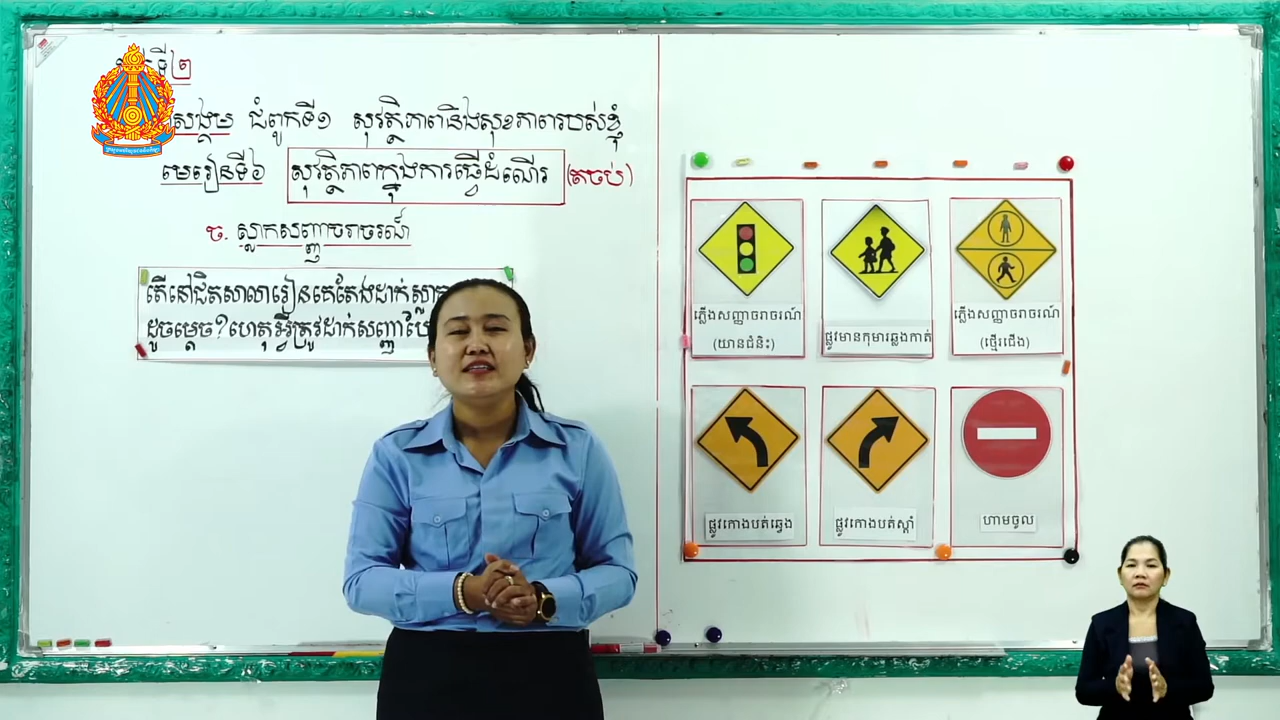 សង្គម ជំពូកទី១ សុវត្ថិភាពនិងសុខភាពរបស់ខ្ញុំ
មេរៀនទី៦ សុវត្ថិភាពក្នុងការធ្វើដំណើរ (តចប់)
ច. ស្លាកសញ្ញាចរាចរណ៍
តើនៅជិតសាលារៀនគេតែងដាក់ស្លាក
ដូចម្តេច? ហេតុអ្វីត្រូវដាក់សញ្ញាបែ
ភ្លើងសញ្ញាចរាចរណ៍
(យានជំនិះ)
ផ្លូវមានកុមារឆ្លងកាត់
ភ្លើងសញ្ញាចរាចរណ៍
(ថ្មើរជើង)
ផ្លូវកោងបត់ឆ្វេង
ផ្លូវកោងបត់ស្តាំ
ហាមចូល